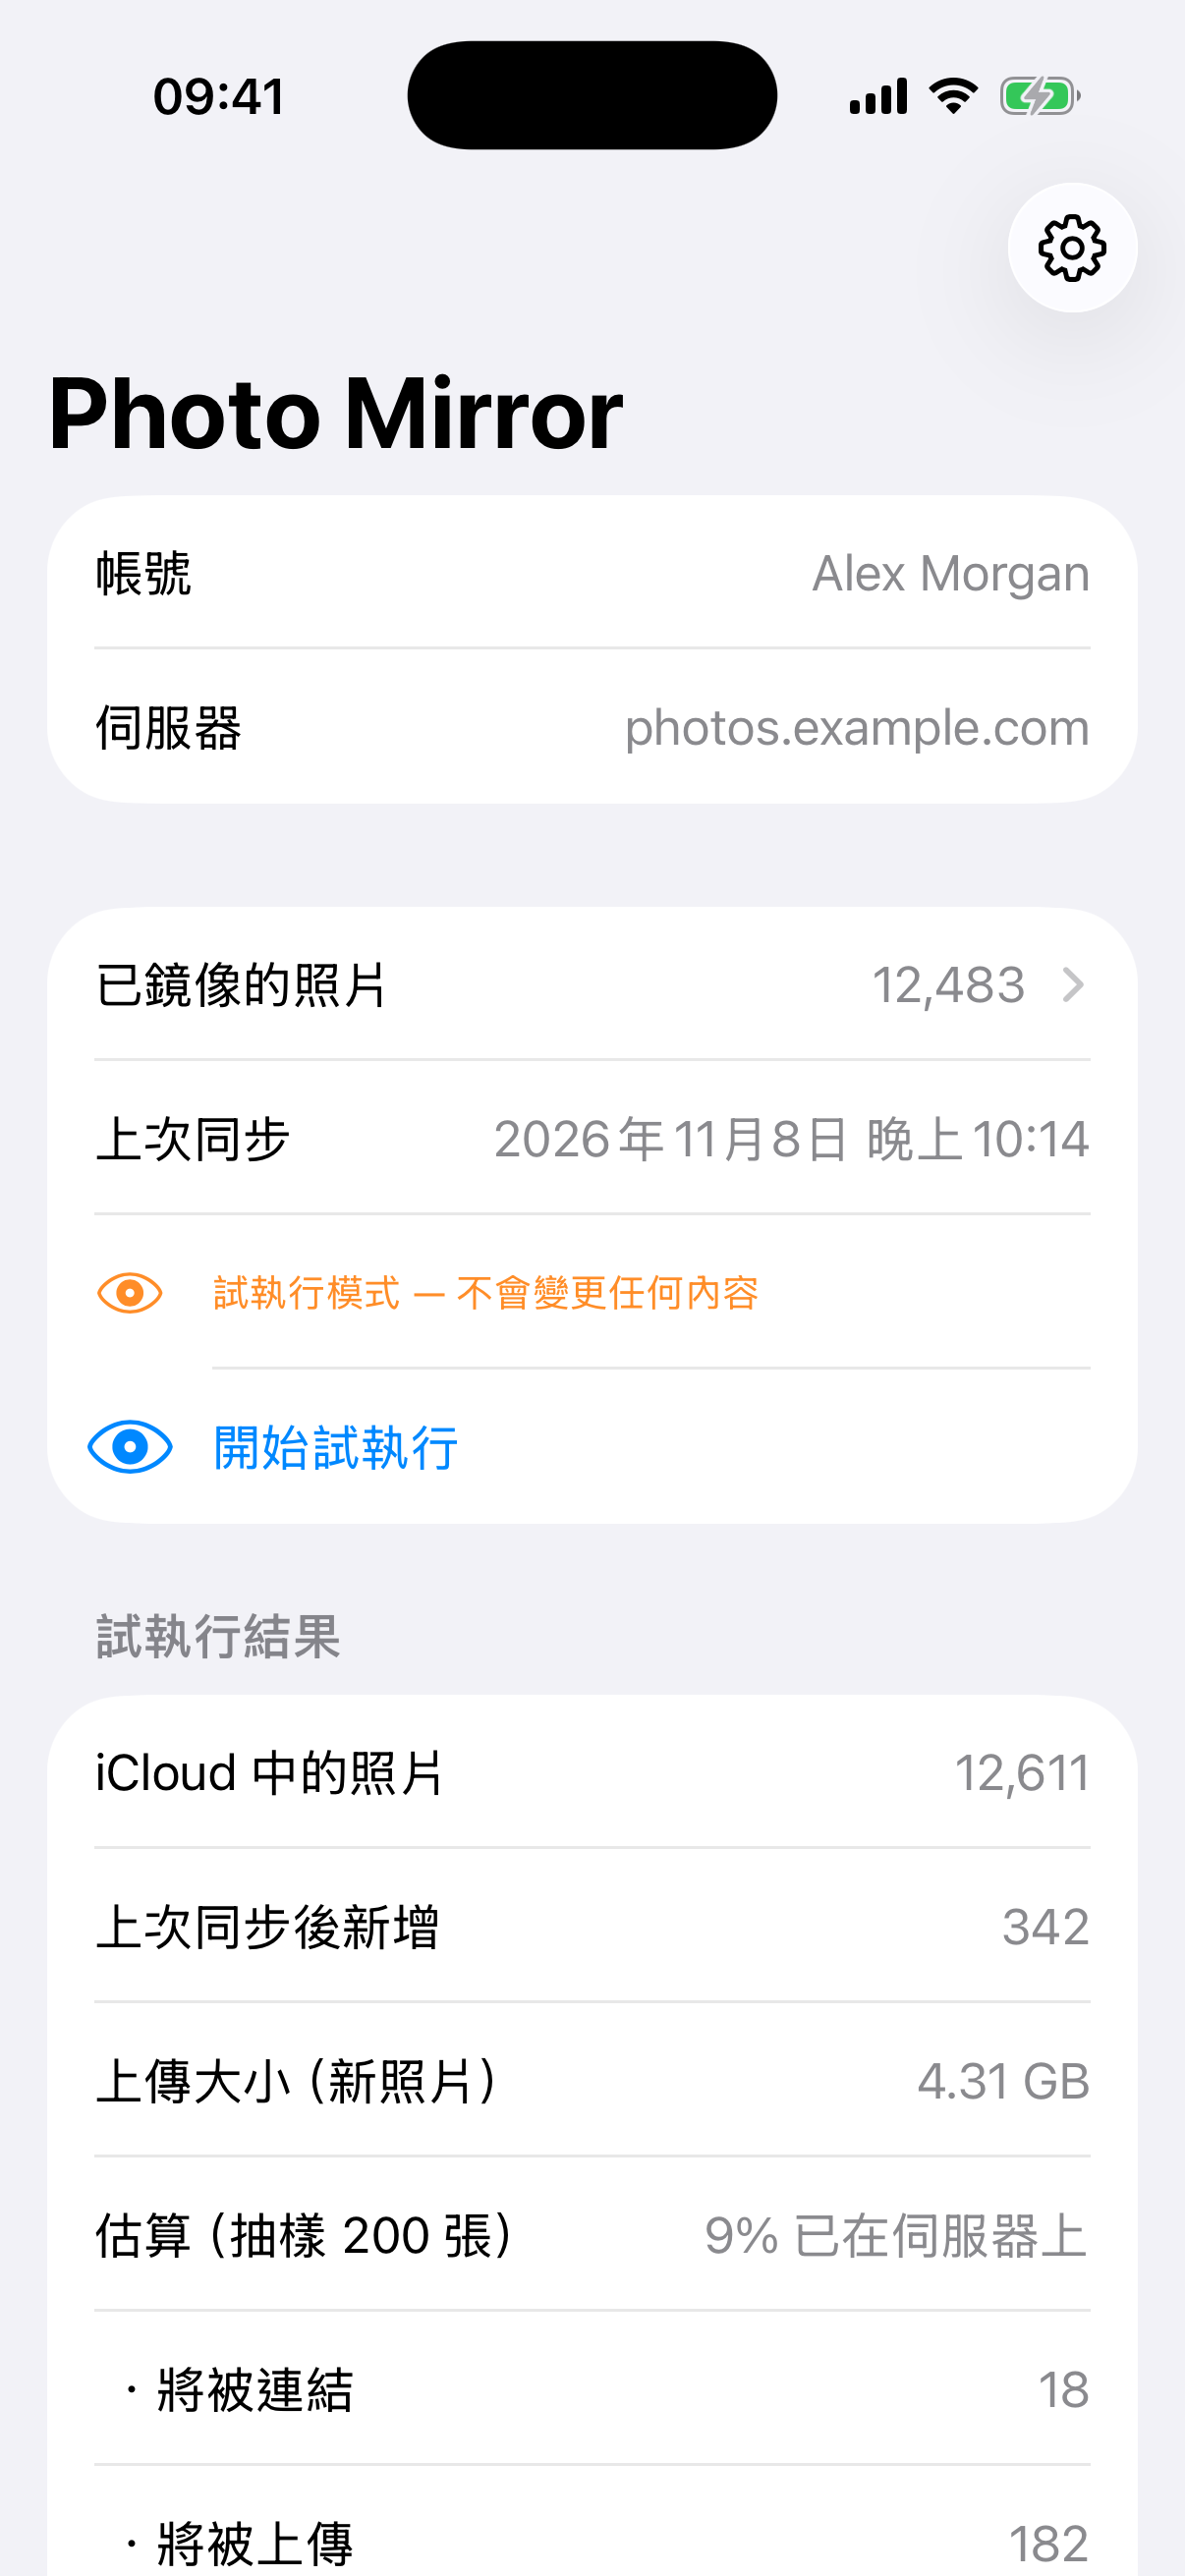 09:41
Photo Mirror
帳號 Alex Morgan
伺服器 photos.example.com
已鏡像的照片 12,483
上次同步 2026年11月8日 晚上10:14
試執行模式 — 不會變更任何內容
開始試執行
試執行結果
iCloud 中的照片 12,611
上次同步後新增 342
上傳大小（新照片） 4.31 GB
估算（抽樣 200 張） 9% 已在伺服器上
· 將被連結 18
· 將被上傳 182